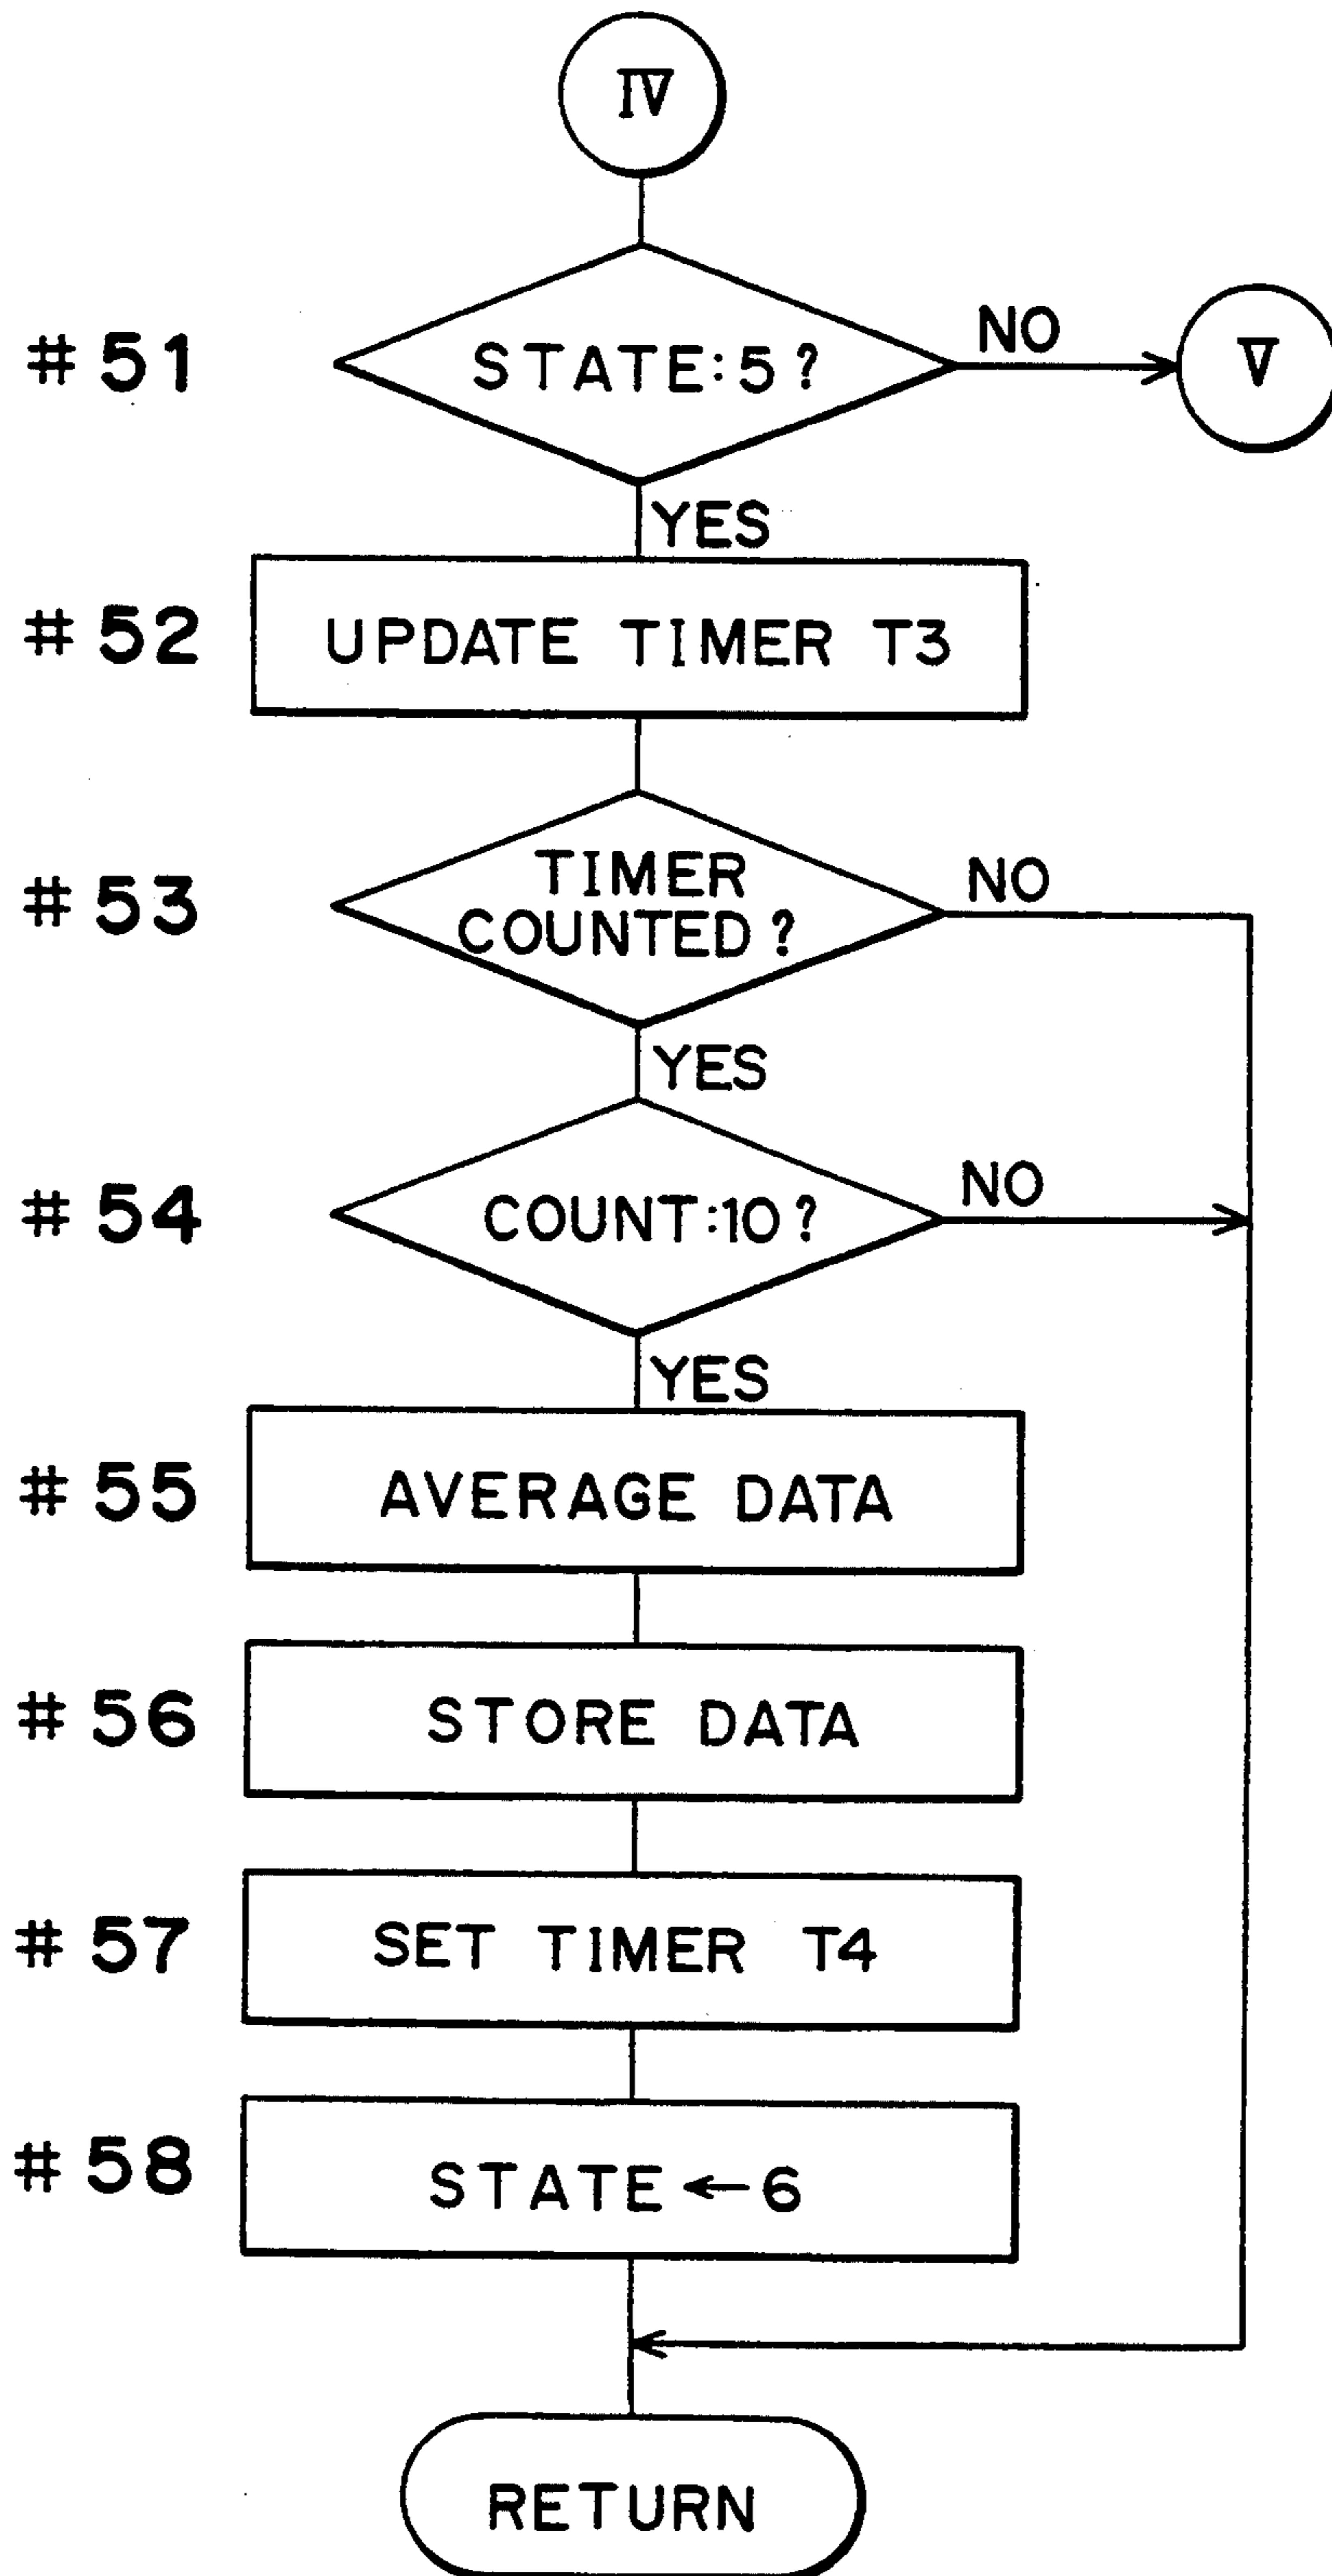 IV
#51
STATE:5?
NO
V
YES
#52
UPDATE TIMER T3
#53
TIMER
COUNTED?
NO
YES
#54
COUNT:10?
NO
YES
#55
AVERAGE DATA
#56
STORE DATA
#57
SET TIMER T4
#58
STATE←6
RETURN